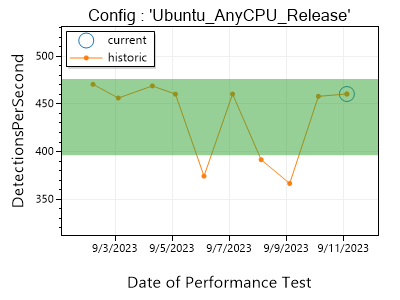 Config : 'Ubuntu_AnyCPU_Release'
current
historic
DetectionsPerSecond
500
450
400
350
9/3/2023 9/5/2023 9/7/2023 9/9/2023 9/11/2023
Date of Performance Test